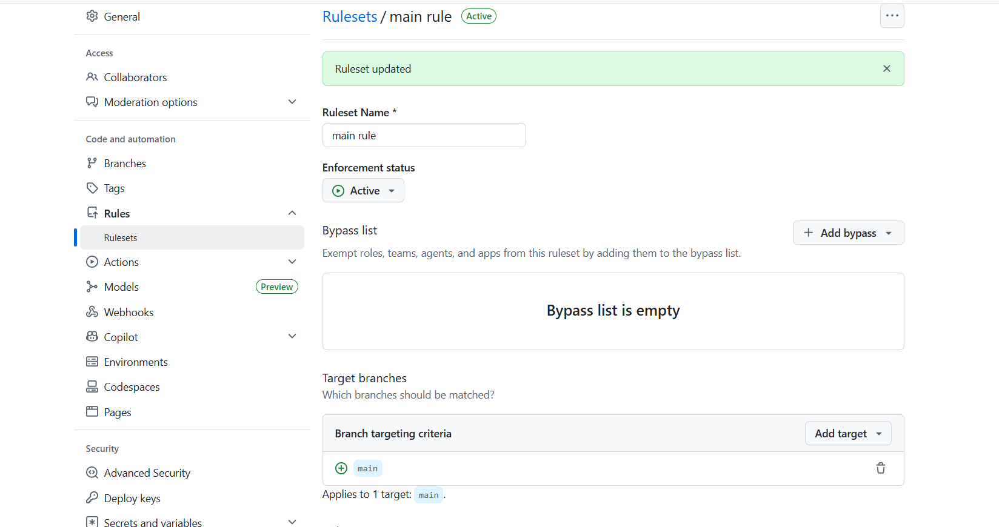 General
Access
Collaborators
Moderation options
Code and automation
Branches
Tags
Rules
Rulesets
Actions
Models Preview
Webhooks
Copilot
Environments
Codespaces
Pages
Security
Advanced Security
Deploy keys
Secrets and variables
Rulesets / main rule Active
Ruleset updated
Ruleset Name *
main rule
Enforcement status
Active
Bypass list
Add bypass
Exempt roles, teams, agents, and apps from this ruleset by adding them to the bypass list.
Bypass list is empty
Target branches
Which branches should be matched?
Branch targeting criteria
Add target
main
Applies to 1 target: main.